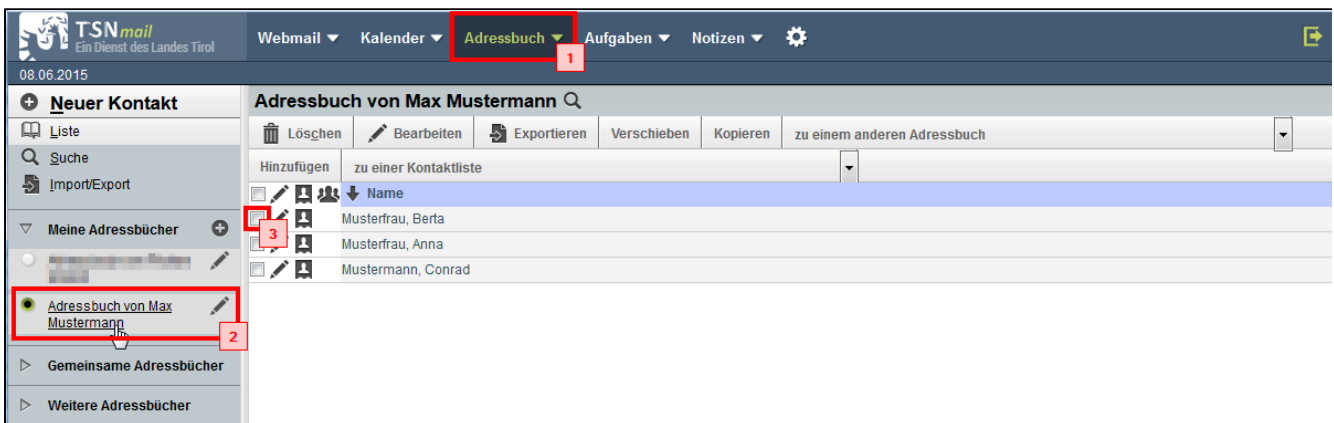 TSNmail
Ein Dienst des Landes Tirol
Webmail Kalender Adressbuch Aufgaben Notizen
1
08.06.2015
Neuer Kontakt
Liste
Suche
Import/Export
Meine Adressbücher
Adressbuch von Max
Mustermann
2
Gemeinsame Adressbücher
Weitere Adressbücher
Adressbuch von Max Mustermann
Löschen Bearbeiten Exportieren Verschieben Kopieren zu einem anderen Adressbuch
Hinzufügen zu einer Kontaktliste
Name
Musterfrau, Berta
3
Musterfrau, Anna
Mustermann, Conrad